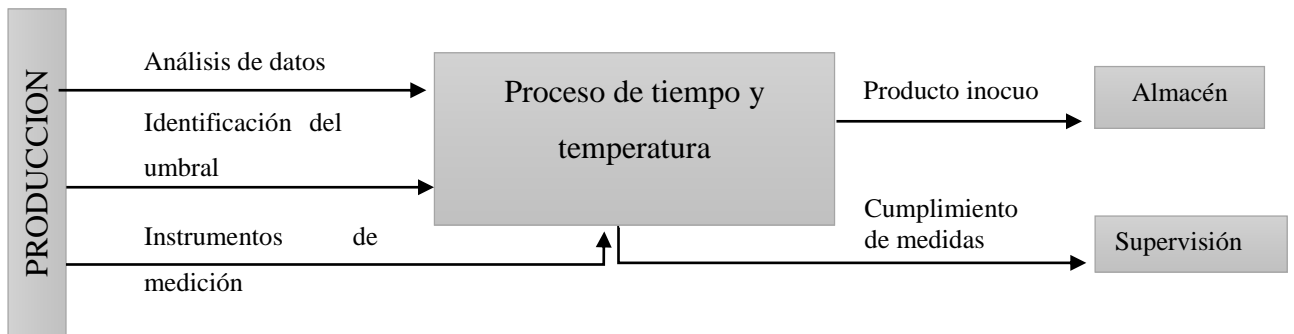 PRODUCCION
Análisis de datos
Identificación del
umbral
Instrumentos de
medición
Proceso de tiempo y
temperatura
Producto inocuo
Almacén
Cumplimiento
de medidas
Supervisión